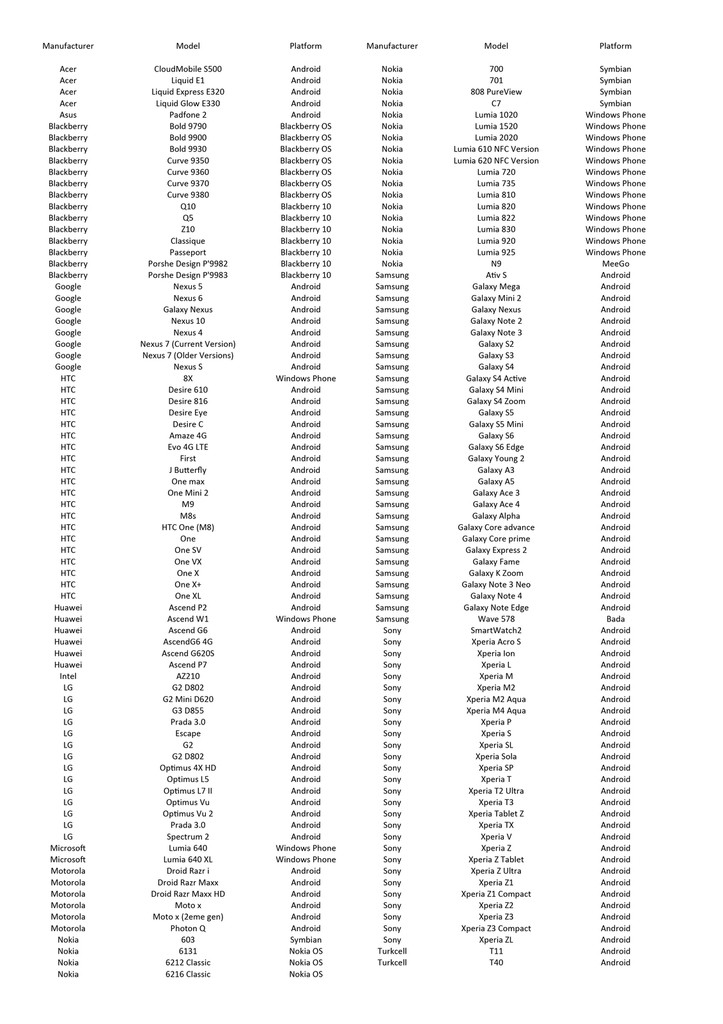 Manufacturer Model Platform Manufacturer Model Platform
Acer CloudMobile S500 Android Nokia 700 Symbian
Acer Liquid E1 Android Nokia 701 Symbian
Acer Liquid Express E320 Android Nokia 808 PureView Symbian
Acer Liquid Glow E330 Android Nokia C7 Symbian
Asus Padfone 2 Android Nokia Lumia 1020 Windows Phone
Blackberry Bold 9790 Blackberry OS Nokia Lumia 1520 Windows Phone
Blackberry Bold 9900 Blackberry OS Nokia Lumia 2020 Windows Phone
Blackberry Bold 9930 Blackberry OS Nokia Lumia 610 NFC Version Windows Phone
Blackberry Curve 9350 Blackberry OS Nokia Lumia 620 NFC Version Windows Phone
Blackberry Curve 9360 Blackberry OS Nokia Lumia 720 Windows Phone
Blackberry Curve 9370 Blackberry OS Nokia Lumia 735 Windows Phone
Blackberry Curve 9380 Blackberry OS Nokia Lumia 810 Windows Phone
Blackberry Q10 Blackberry 10 Nokia Lumia 820 Windows Phone
Blackberry Q5 Blackberry 10 Nokia Lumia 822 Windows Phone
Blackberry Z10 Blackberry 10 Nokia Lumia 830 Windows Phone
Blackberry Classique Blackberry 10 Nokia Lumia 920 Windows Phone
Blackberry Passeport Blackberry 10 Nokia Lumia 925 Windows Phone
Blackberry Porshe Design P'9982 Blackberry 10 Nokia N9 MeeGo
Blackberry Porshe Design P'9983 Blackberry 10 Samsung Ativ S Android
Google Nexus 5 Android Samsung Galaxy Mega Android
Google Nexus 6 Android Samsung Galaxy Mini 2 Android
Google Galaxy Nexus Android Samsung Galaxy Nexus Android
Google Nexus 10 Android Samsung Galaxy Note 2 Android
Google Nexus 4 Android Samsung Galaxy Note 3 Android
Google Nexus 7 (Current Version) Android Samsung Galaxy S2 Android
Google Nexus 7 (Older Versions) Android Samsung Galaxy S3 Android
Google Nexus S Android Samsung Galaxy S4 Android
HTC 8X Windows Phone Samsung Galaxy S4 Active Android
HTC Desire 610 Android Samsung Galaxy S4 Mini Android
HTC Desire 816 Android Samsung Galaxy S4 Zoom Android
HTC Desire Eye Android Samsung Galaxy S5 Android
HTC Desire C Android Samsung Galaxy S5 Mini Android
HTC Amaze 4G Android Samsung Galaxy S6 Android
HTC Evo 4G LTE Android Samsung Galaxy S6 Edge Android
HTC First Android Samsung Galaxy Young 2 Android
HTC J Butterfly Android Samsung Galaxy A3 Android
HTC One max Android Samsung Galaxy A5 Android
HTC One Mini 2 Android Samsung Galaxy Ace 3 Android
HTC M9 Android Samsung Galaxy Ace 4 Android
HTC M8s Android Samsung Galaxy Alpha Android
HTC HTC One (M8) Android Samsung Galaxy Core advance Android
HTC One Android Samsung Galaxy Core prime Android
HTC One SV Android Samsung Galaxy Express 2 Android
HTC One VX Android Samsung Galaxy Fame Android
HTC One X Android Samsung Galaxy K Zoom Android
HTC One X+ Android Samsung Galaxy Note 3 Neo Android
HTC One XL Android Samsung Galaxy Note 4 Android
Huawei Ascend P2 Android Samsung Galaxy Note Edge Android
Huawei Ascend W1 Windows Phone Samsung Wave 578 Bada
Huawei Ascend G6 Android Sony SmartWatch2 Android
Huawei AscendG6 4G Android Sony Xperia Acro S Android
Huawei Ascend G620S Android Sony Xperia Ion Android
Huawei Ascend P7 Android Sony Xperia L Android
Intel AZ210 Android Sony Xperia M Android
LG G2 D802 Android Sony Xperia M2 Android
LG G2 Mini D620 Android Sony Xperia M2 Aqua Android
LG G3 D855 Android Sony Xperia M4 Aqua Android
LG Prada 3.0 Android Sony Xperia P Android
LG Escape Android Sony Xperia S Android
LG G2 Android Sony Xperia SL Android
LG G2 D802 Android Sony Xperia Sola Android
LG Optimus 4X HD Android Sony Xperia SP Android
LG Optimus L5 Android Sony Xperia T Android
LG Optimus L7 II Android Sony Xperia T2 Ultra Android
LG Optimus Vu Android Sony Xperia T3 Android
LG Optimus Vu 2 Android Sony Xperia Tablet Z Android
LG Prada 3.0 Android Sony Xperia TX Android
LG Spectrum 2 Android Sony Xperia V Android
Microsoft Lumia 640 Windows Phone Sony Xperia Z Android
Microsoft Lumia 640 XL Windows Phone Sony Xperia Z Tablet Android
Motorola Droid Razr i Android Sony Xperia Z Ultra Android
Motorola Droid Razr Maxx Android Sony Xperia Z1 Android
Motorola Droid Razr Maxx HD Android Sony Xperia Z1 Compact Android
Motorola Moto x Android Sony Xperia Z2 Android
Motorola Moto x (2eme gen) Android Sony Xperia Z3 Android
Motorola Photon Q Android Sony Xperia Z3 Compact Android
Nokia 603 Symbian Sony Xperia ZL Android
Nokia 6131 Nokia OS Turkcell T11 Android
Nokia 6212 Classic Nokia OS Turkcell T40 Android
Nokia 6216 Classic Nokia OS